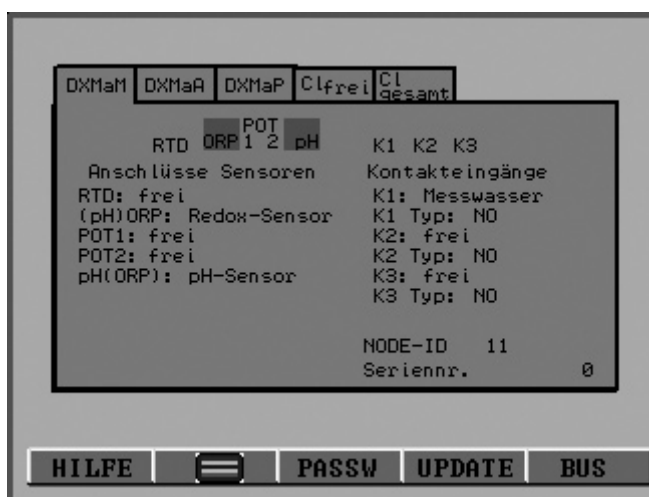 DXMaM DXMaA DXMaP Clfrei Cl gesamt
RTD ORP POT 1 2 pH K1 K2 K3
Anschlüsse Sensoren
RTD: frei
(pH)ORP: Redox-Sensor
POT1: frei
POT2: frei
pH(ORP): pH-Sensor
Kontakteingänge
K1: Messwasser
K1 Typ: NO
K2: frei
K2 Typ: NO
K3: frei
K3 Typ: NO
NODE-ID 11
Seriennr. 0
HILFE PASSW UPDATE BUS